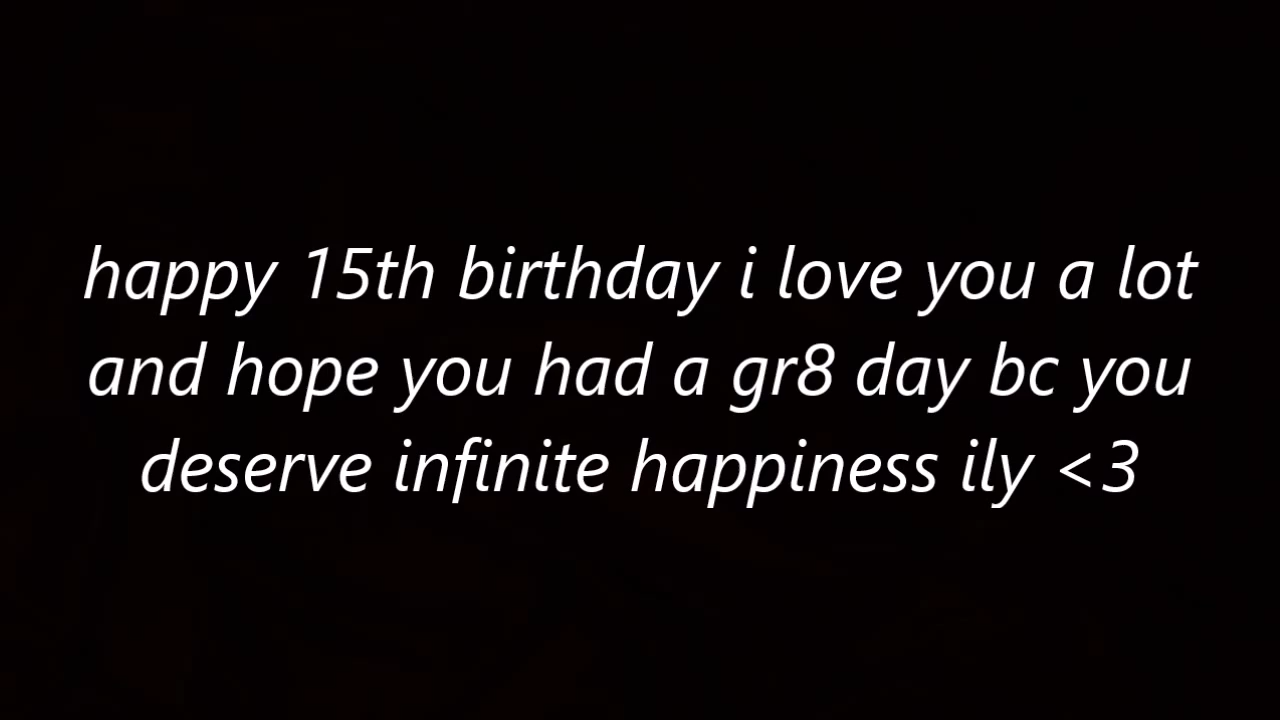 happy 15th birthday i love you a lot
and hope you had a gr8 day bc you
deserve infinite happiness ily <3